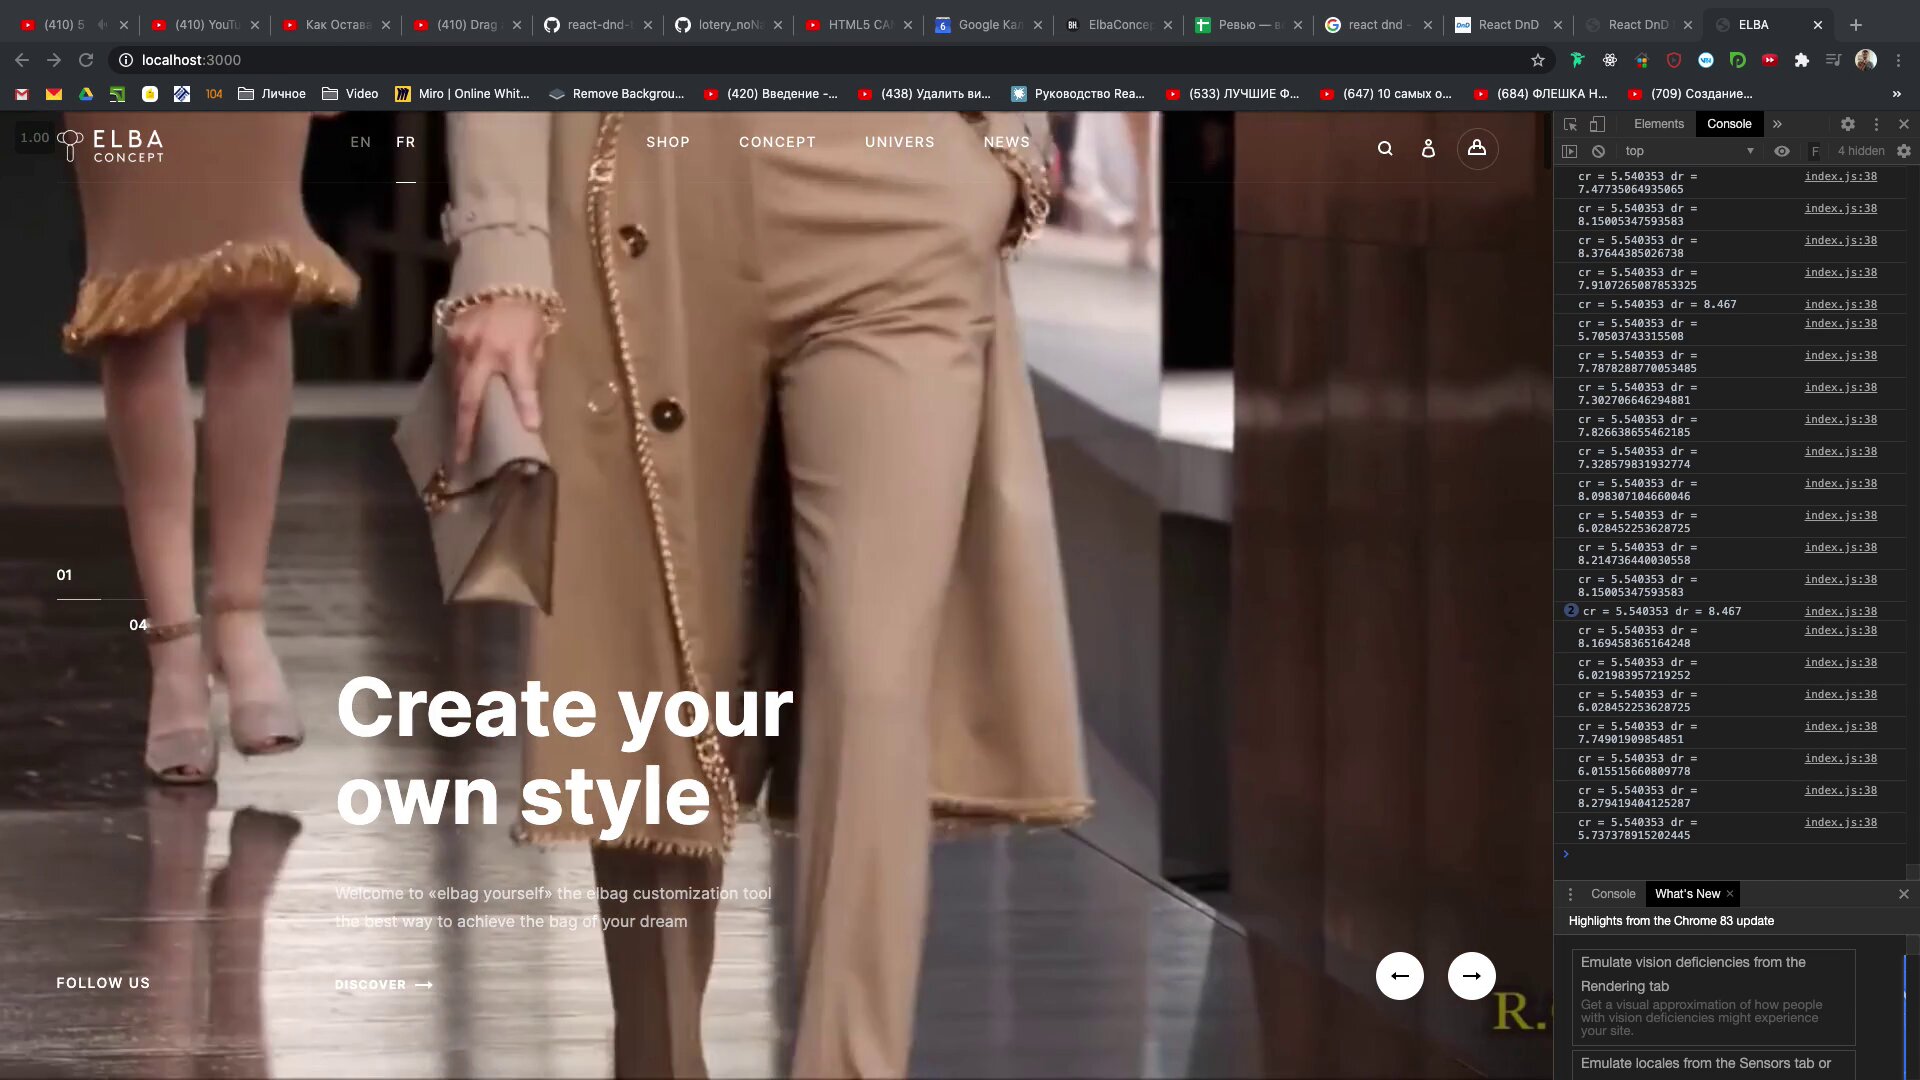 (410) 5
(410) YouTu
Как Остава
(410) Drag
react-dnd-t
lotery_noNa
HTML5 CAN
Google Кал
ElbaConcep
Ревью — в
react dnd -
React DnD
React DnD
ELBA
localhost:3000
104
Личное
Video
Miro | Online Whit...
Remove Backgrou...
(420) Введение -...
(438) Удалить ви...
Руководство Rea...
(533) ЛУЧШИЕ Ф...
(647) 10 самых о...
(684) ФЛЕШКА Н...
(709) Создание...
»
1.00
ELBA
CONCEPT
EN FR
SHOP CONCEPT UNIVERS NEWS
01
04
Create your
own style
Welcome to «elbag yourself» the elbag customization tool
the best way to achieve the bag of your dream
FOLLOW US
DISCOVER
R.
Elements Console »
top F 4 hidden
cr = 5.540353 dr = index.js:38
7.47735064935065
cr = 5.540353 dr = index.js:38
8.15005347593583
cr = 5.540353 dr = index.js:38
8.37644385026738
cr = 5.540353 dr = index.js:38
7.9107265087853325
cr = 5.540353 dr = 8.467 index.js:38
cr = 5.540353 dr = index.js:38
5.70503743315508
cr = 5.540353 dr = index.js:38
7.7878288770053485
cr = 5.540353 dr = index.js:38
7.302706646294881
cr = 5.540353 dr = index.js:38
7.826638655462185
cr = 5.540353 dr = index.js:38
7.328579831932774
cr = 5.540353 dr = index.js:38
8.098307104660046
cr = 5.540353 dr = index.js:38
6.028452253628725
cr = 5.540353 dr = index.js:38
8.214736440030558
cr = 5.540353 dr = index.js:38
8.15005347593583
2 cr = 5.540353 dr = 8.467 index.js:38
cr = 5.540353 dr = index.js:38
8.169458365164248
cr = 5.540353 dr = index.js:38
6.021983957219252
cr = 5.540353 dr = index.js:38
6.028452253628725
cr = 5.540353 dr = index.js:38
7.74901909854851
cr = 5.540353 dr = index.js:38
6.015515660809778
cr = 5.540353 dr = index.js:38
8.279419404125287
cr = 5.540353 dr = index.js:38
5.737378915202445
Console What's New
Highlights from the Chrome 83 update
Emulate vision deficiencies from the
Rendering tab
Get a visual approximation of how people
with vision deficiencies might experience
your site.
Emulate locales from the Sensors tab or